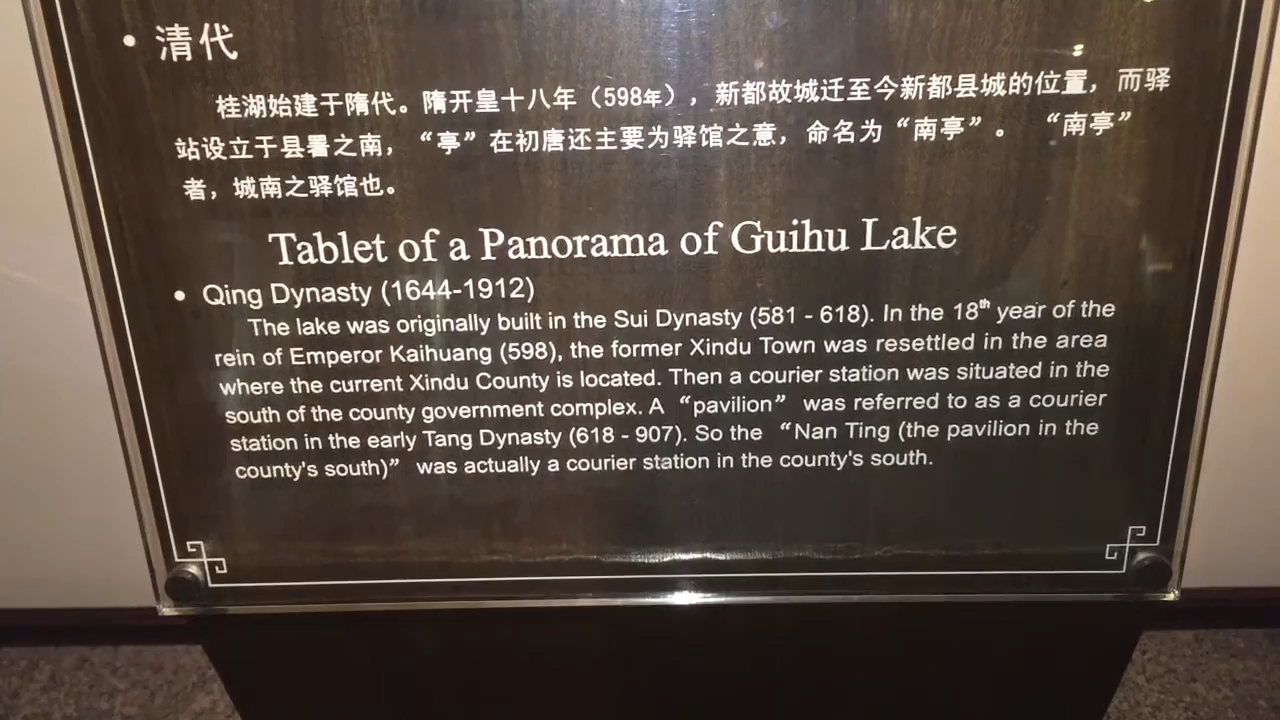 • 清代
桂湖始建于隋代。隋开皇十八年（598年），新都故城迁至今新都县城的位置，而驿
站设立于县署之南，“亭”在初唐还主要为驿馆之意，命名为“南亭”。 “南亭”
者，城南之驿馆也。
Tablet of a Panorama of Guihu Lake
• Qing Dynasty (1644-1912)
The lake was originally built in the Sui Dynasty (581 - 618). In the 18th year of the
rein of Emperor Kaihuang (598), the former Xindu Town was resettled in the area
where the current Xindu County is located. Then a courier station was situated in the
south of the county government complex. A “pavilion” was referred to as a courier
station in the early Tang Dynasty (618 - 907). So the “Nan Ting (the pavilion in the
county's south)” was actually a courier station in the county's south.